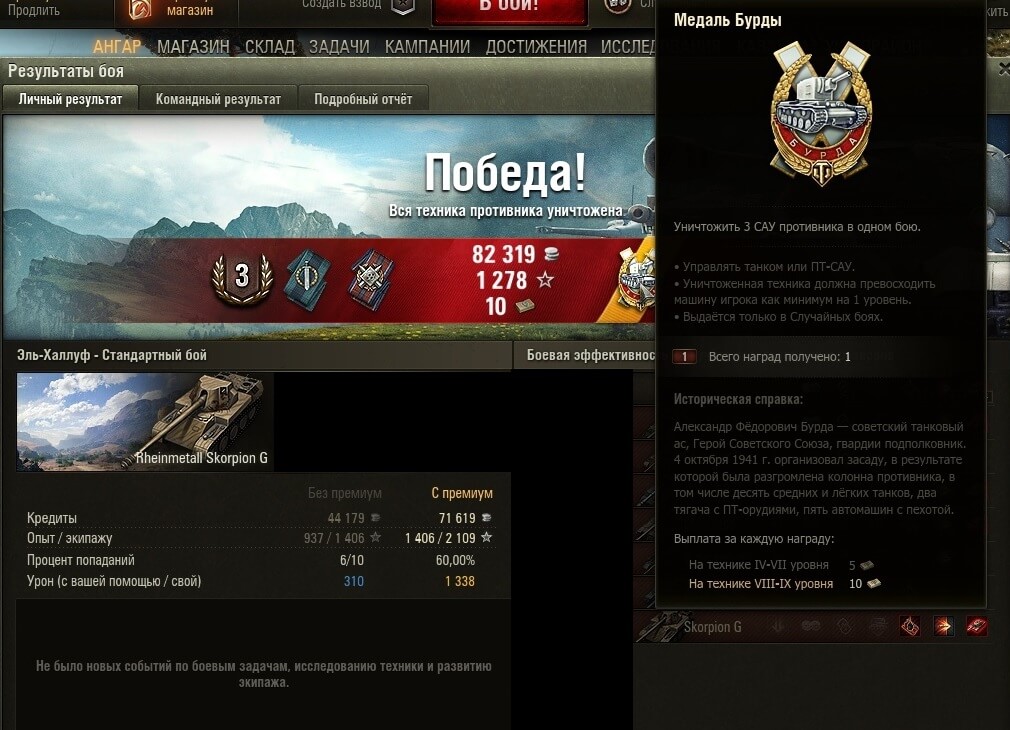 Продлить
магазин
Создать взвод
В бой!
АНГАР МАГАЗИН СКЛАД ЗАДАЧИ КАМПАНИИ ДОСТИЖЕНИЯ ИССЛЕД
Результаты боя
Личный результат Командный результат Подробный отчёт
Победа!
Вся техника противника уничтожена.
3
82 319
1 278
10
Эль-Халлуф - Стандартный бой
Боевая эффективнос
Rheinmetall Skorpion G
Без премиум С премиум
Кредиты 44 179 71 619
Опыт / экипажу 937 / 1 406 1 406 / 2 109
Процент попаданий 6/10 60,00%
Урон (с вашей помощью / свой) 310 1 338
Не было новых событий по боевым задачам, исследованию техники и развитию
экипажа.
Медаль Бурды
БУРДА
Уничтожить 3 САУ противника в одном бою.
• Управлять танком или ПТ-САУ.
• Уничтоженная техника должна превосходить
машину игрока как минимум на 1 уровень.
• Выдаётся только в Случайных боях.
1 Всего наград получено: 1
Историческая справка:
Александр Фёдорович Бурда — советский танковый
ас, Герой Советского Союза, гвардии подполковник.
4 октября 1941 г. организовал засаду, в результате
которой была разгромлена колонна противника, в
том числе десять средних и лёгких танков, два
тягача с ПТ-орудиями, пять автомашин с пехотой.
Выплата за каждую награду:
На технике IV-VII уровня 5
На технике VIII-IX уровня 10
Skorpion G